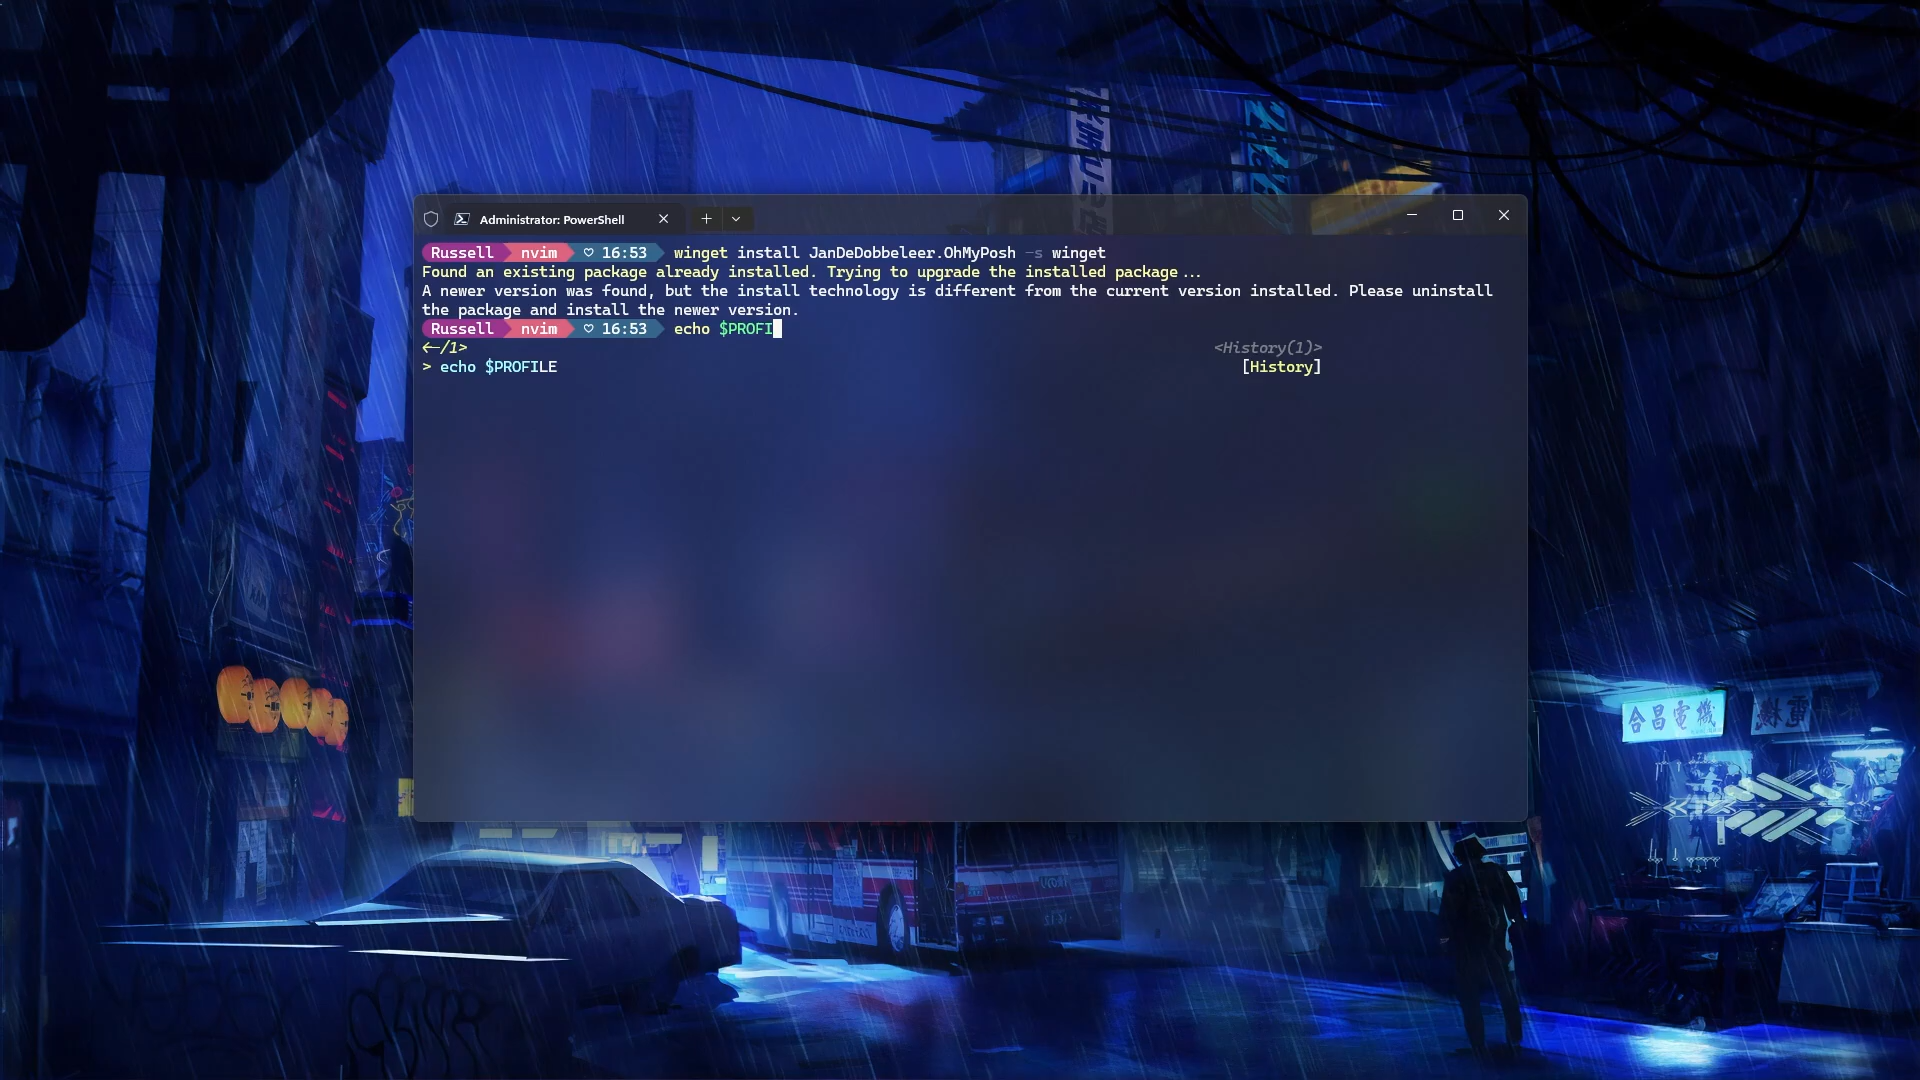 Administrator: PowerShell
Russell nvim ♡ 16:53 winget install JanDeDobbeleer.OhMyPosh -s winget
Found an existing package already installed. Trying to upgrade the installed package...
A newer version was found, but the install technology is different from the current version installed. Please uninstall
the package and install the newer version.
Russell nvim ♡ 16:53 echo $PROFI
<-/1> <History(1)>
> echo $PROFILE [History]
合昌電機